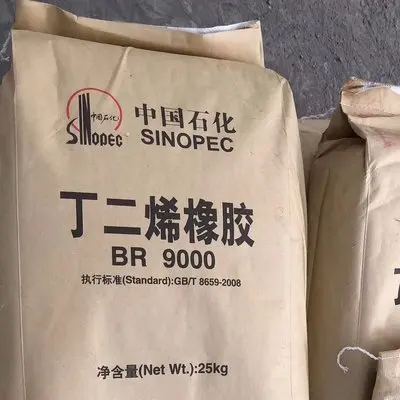 中国石化
SINOPEC
中国石化
SINOPEC
丁二烯橡胶
BR 9000
执行标准(Standard):GB/T 8659-2008
净含量(Net Wt.):25kg